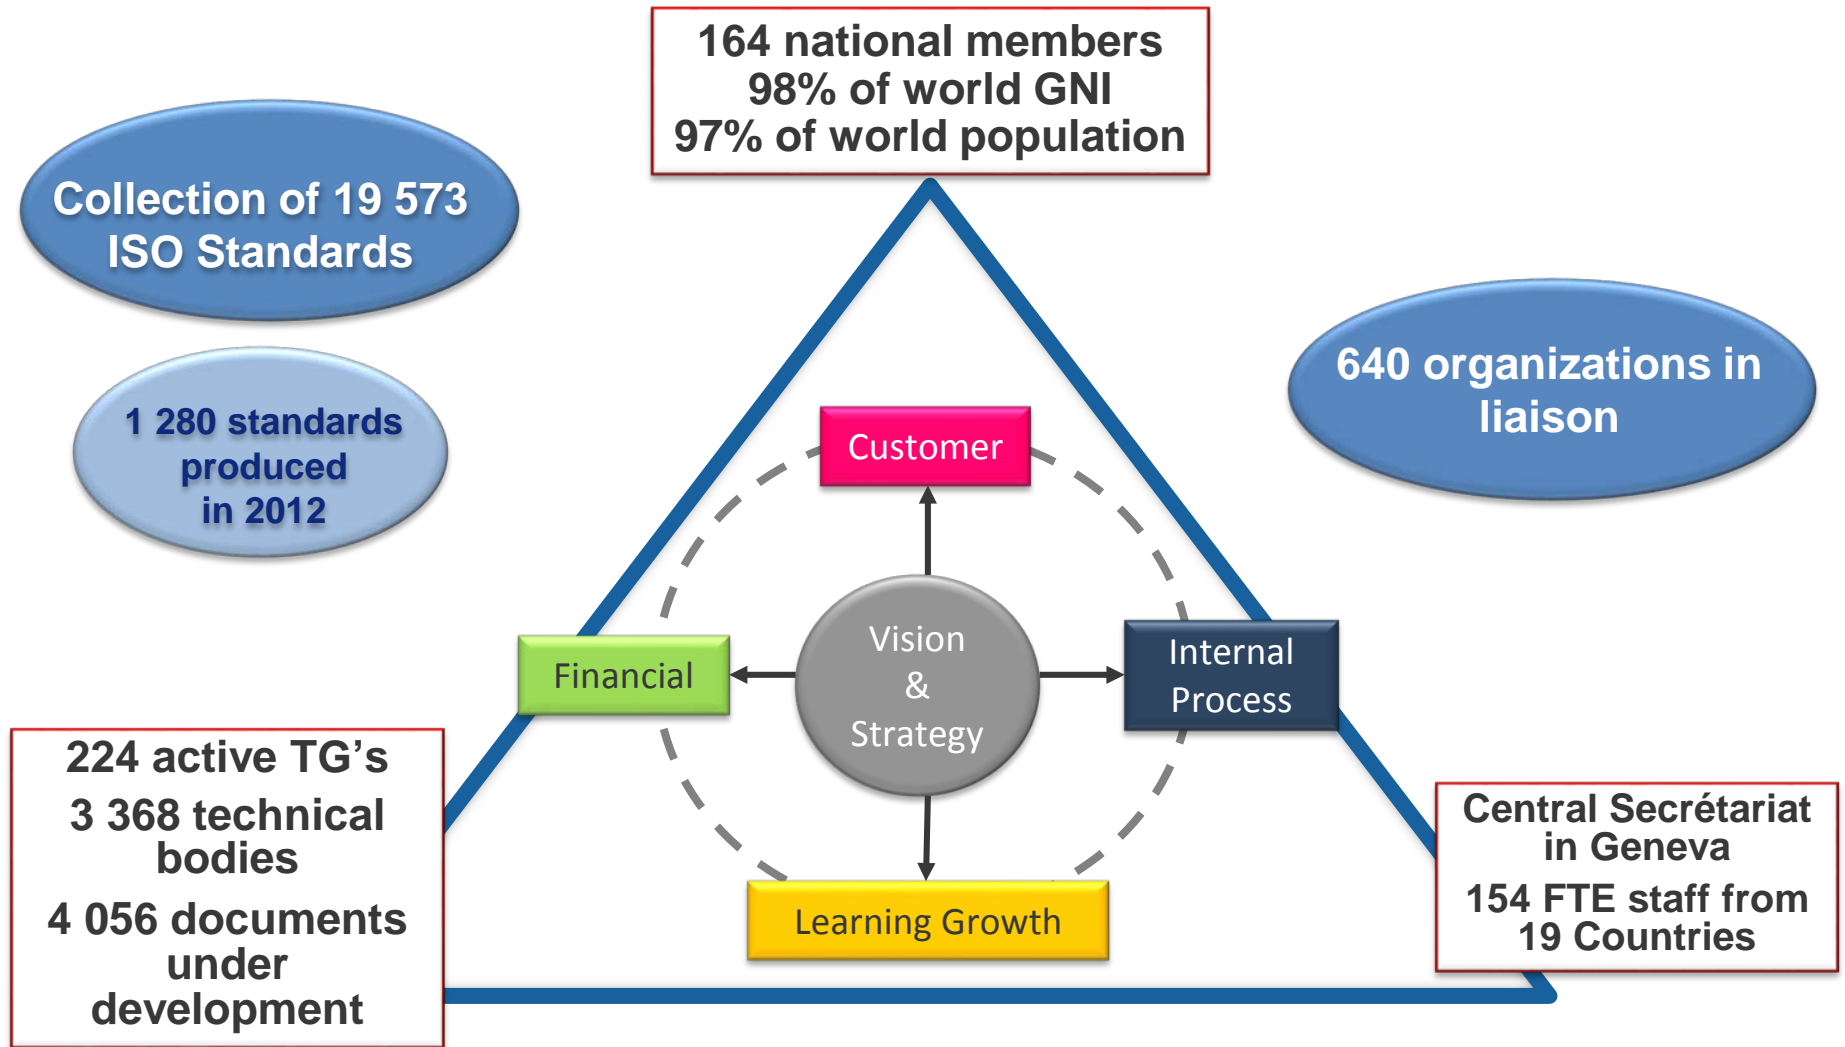 164 national members
98% of world GNI
97% of world population
Collection of 19 573
ISO Standards
1 280 standards
produced
in 2012
640 organizations in
liaison
Customer
Financial
Vision
&
Strategy
Internal
Process
Learning Growth
224 active TG’s
3 368 technical
bodies
4 056 documents
under
development
Central Secrétariat
in Geneva
154 FTE staff from
19 Countries